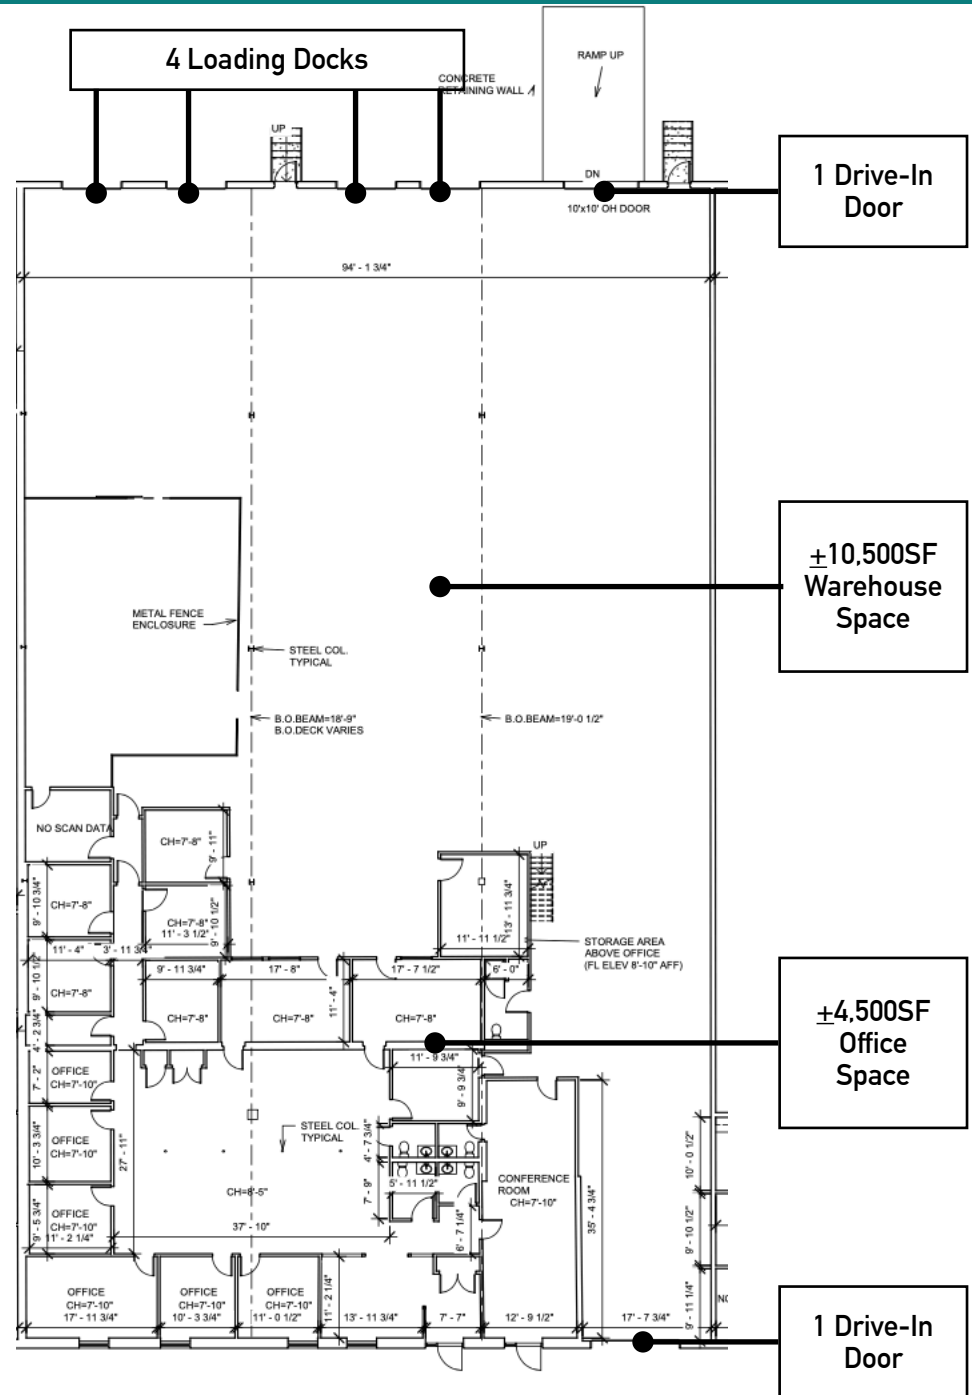 4 Loading Docks
CONCRETE
RETAINING WALL
RAMP UP
UP
DN
10'x10' OH DOOR
1 Drive-In
Door
94' - 1 3/4"
±10,500SF
Warehouse
Space
METAL FENCE
ENCLOSURE
STEEL COL.
TYPICAL
B.O.BEAM=18'-9"
B.O.DECK VARIES
B.O.BEAM=19'-0 1/2"
NO SCAN DATA
CH=7'-8"
9' - 11"
UP
9' - 10 3/4"
CH=7'-8"
CH=7'-8"
11' - 3 1/2"
9' - 10 1/2"
13' - 11 3/4"
11' - 11 1/2"
STORAGE AREA
ABOVE OFFICE
(FL ELEV 8'-10" AFF)
11' - 4"
3' - 11 3/4"
9' - 10 1/2"
CH=7'-8"
9' - 11 3/4"
17' - 8"
17' - 7 1/2"
6' - 0"
11' - 4"
CH=7'-8"
CH=7'-8"
CH=7'-8"
4' - 2 3/4"
±4,500SF
Office
Space
11' - 9 3/4"
9' - 9 3/4"
7' - 2"
OFFICE
CH=7'-10"
STEEL COL.
TYPICAL
4' - 7 3/4"
10' - 3 3/4"
OFFICE
CH=7'-10"
27' - 11"
CH=8'-5"
7' - 9"
5' - 11 1/2"
CONFERENCE
ROOM
CH=7'-10"
35' - 4 3/4"
10' - 0 1/2"
9' - 5 3/4"
OFFICE
CH=7'-10"
11' - 2 1/4"
37' - 10"
6' - 7 1/4"
9' - 10 1/2"
OFFICE
CH=7'-10"
17' - 11 3/4"
OFFICE
CH=7'-10"
10' - 3 3/4"
OFFICE
CH=7'-10"
11' - 0 1/2"
11' - 2 1/4"
13' - 11 3/4"
7' - 7"
12' - 9 1/2"
17' - 7 3/4"
9' - 11 1/4"
1 Drive-In
Door